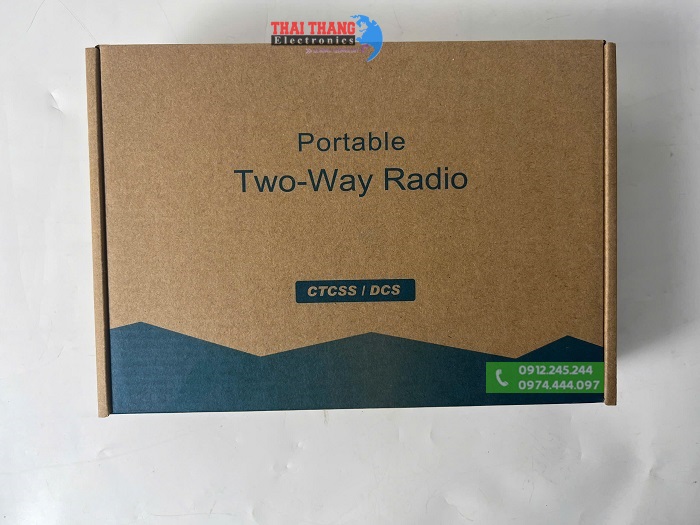 THAI THANG
Electronics
Portable
Two-Way Radio
CTCSS / DCS
0912.245.244
0974.444.097